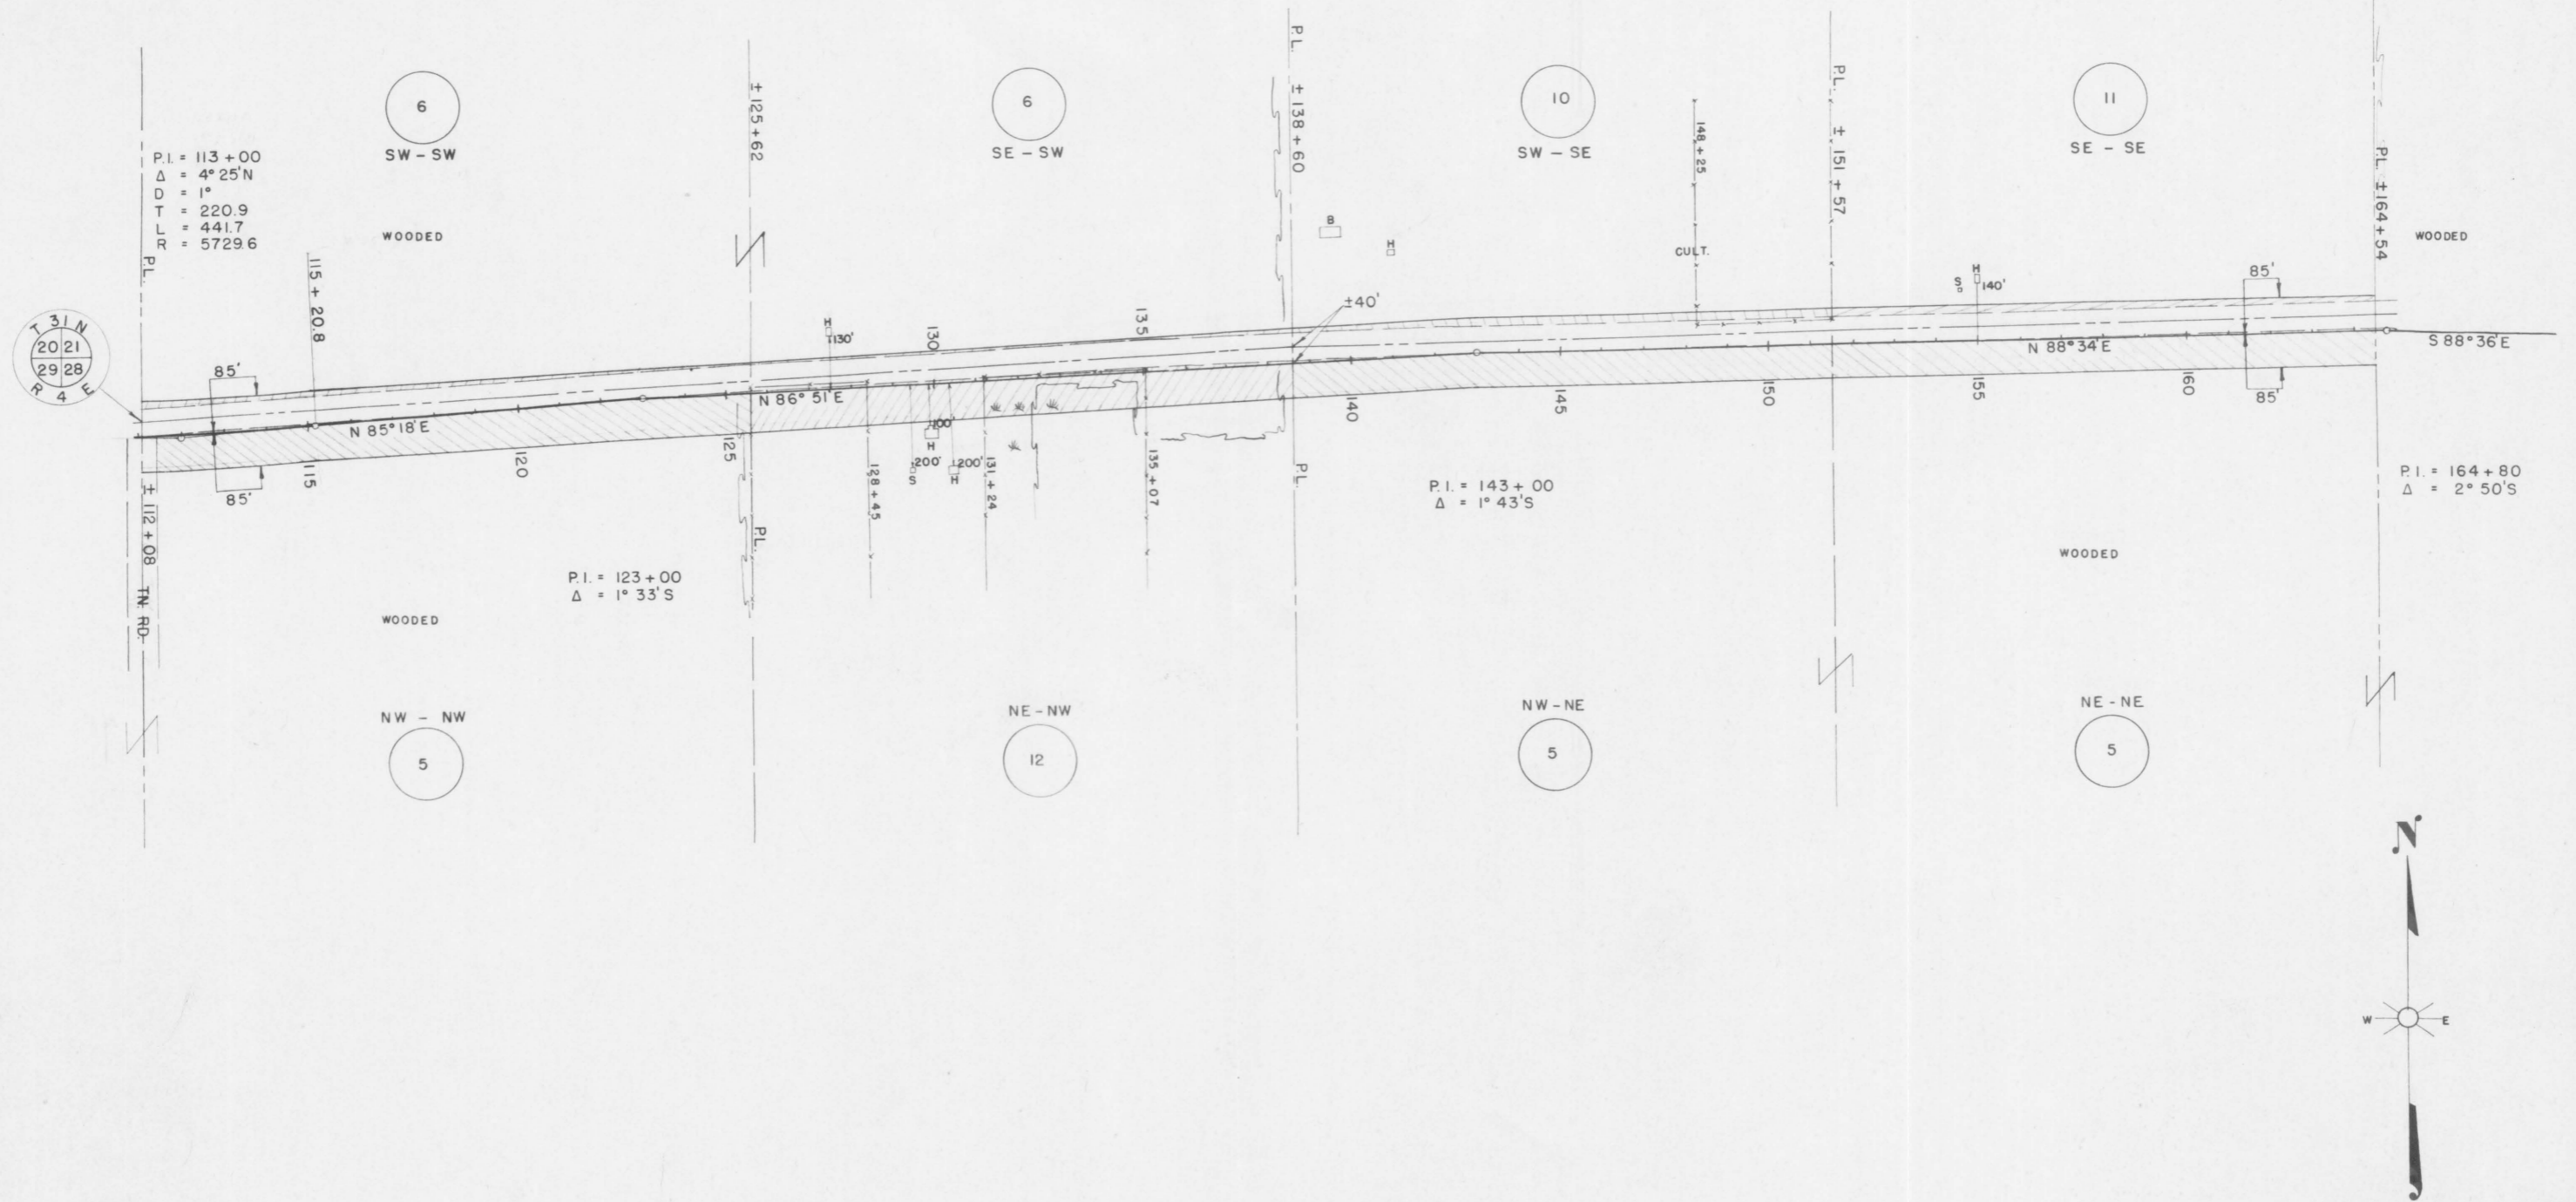 6
SW – SW
6
SE – SW
10
SW – SE
11
SE – SE
P.I. = 113 + 00
Δ = 4° 25' N
D = 1°
T = 220.9
L = 441.7
R = 5729.6
P.L.
± 125 + 62
P.L. ± 138 + 60
148 + 25
P.L. ± 151 + 57
P.L. ± 164 + 54
WOODED
CULT.
WOODED
B
H
115 + 20.8
H
130'
130
135
±40'
H
S
140'
85'
T 31 N
20 21
29 28
R 4 E
85'
N 85° 18' E
N 86° 51' E
N 88° 34' E
S 88° 36' E
85'
85'
115
120
125
140
145
150
155
160
± 112 + 08 TN. RD.
P.L.
128 + 45
200'
S
200'
H
200'
H
131 + 24
135 + 07
P.L.
P.I. = 143 + 00
Δ = 1° 43' S
P.I. = 164 + 80
Δ = 2° 50' S
P.I. = 123 + 00
Δ = 1° 33' S
WOODED
WOODED
NW – NW
5
NE – NW
12
NW – NE
5
NE – NE
5
N
W E